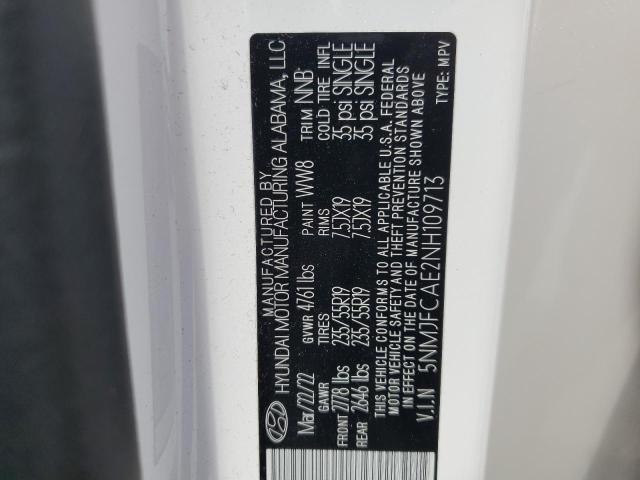 MANUFACTURED BY
HYUNDAI MOTOR MANUFACTURING ALABAMA, LLC
Mar/22/22 GVWR 4761 lbs PAINT WW8 TRIM NNB
GAWR TIRES RIMS COLD TIRE INFL
FRONT 2778 lbs 235/55R19 7.5JX19 35 psi SINGLE
REAR 2646 lbs 235/55R19 7.5JX19 35 psi SINGLE
THIS VEHICLE CONFORMS TO ALL APPLICABLE U.S.A. FEDERAL
MOTOR VEHICLE SAFETY AND THEFT PREVENTION STANDARDS
IN EFFECT ON THE DATE OF MANUFACTURE SHOWN ABOVE
V.I.N 5NMJFCAE2NH109713 TYPE: MPV